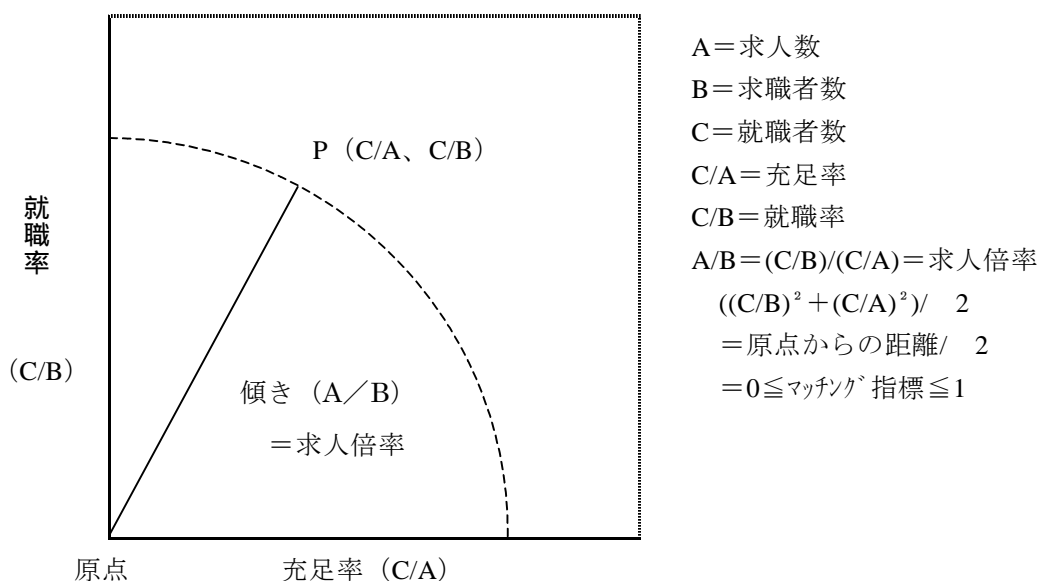 P（C/A、C/B）
就職率
（C/B）
傾き（A／B）
＝求人倍率
原点
充足率（C/A）
A＝求人数
B＝求職者数
C＝就職者数
C/A＝充足率
C/B＝就職率
A/B＝(C/B)/(C/A)＝求人倍率
((C/B)²＋(C/A)²)/　2
＝原点からの距離/　2
＝0≦ﾏｯﾁﾝｸﾞ指標≦1